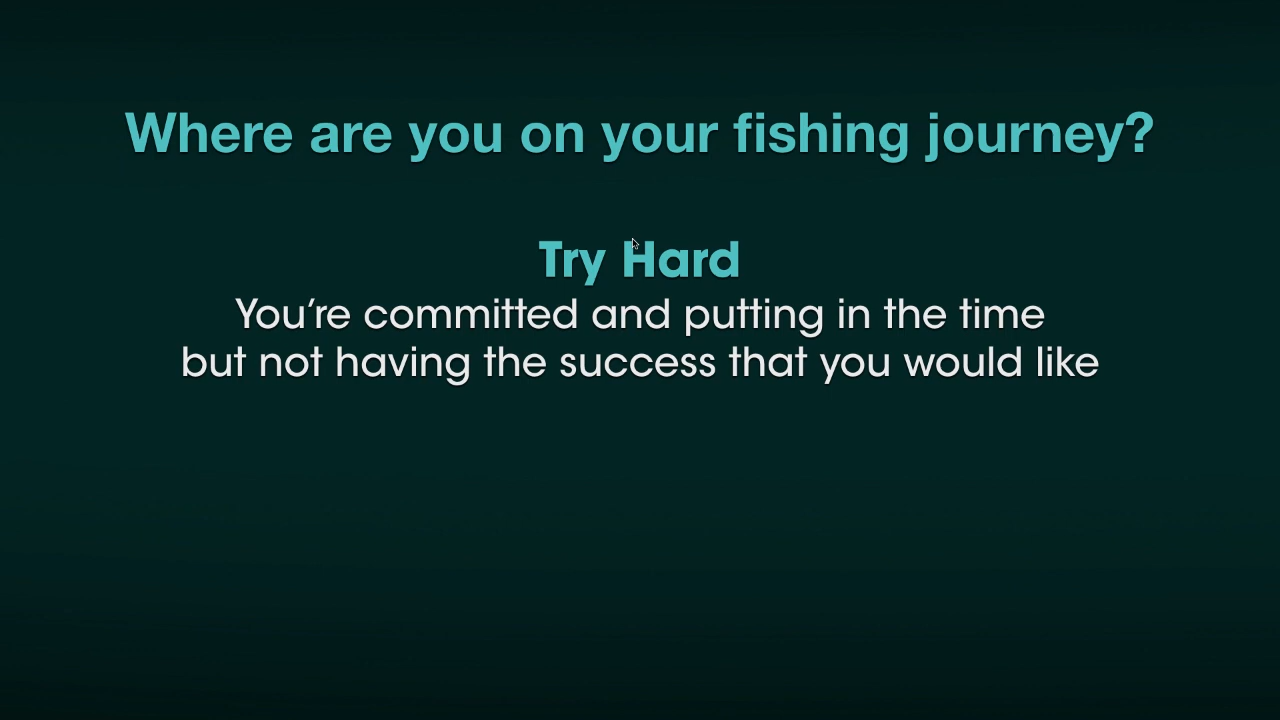 Where are you on your fishing journey?
Try Hard
You’re committed and putting in the time
but not having the success that you would like